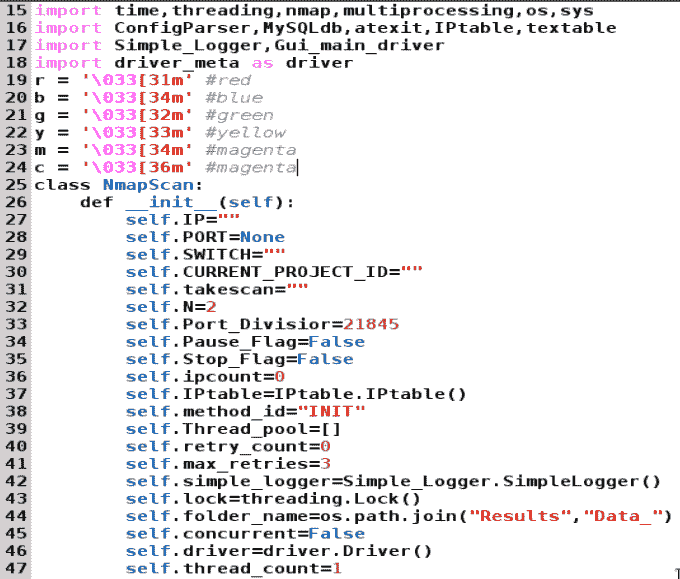 15 import time,threading,nmap,multiprocessing,os,sys
16 import ConfigParser,MySQLdb,atexit,IPtable,texttable
17 import Simple_Logger,Gui_main_driver
18 import driver_meta as driver
19 r = '\033[31m' #red
20 b = '\033[34m' #blue
21 g = '\033[32m' #green
22 y = '\033[33m' #yellow
23 m = '\033[34m' #magenta
24 c = '\033[36m' #magenta
25 class NmapScan:
26     def __init__(self):
27         self.IP=""
28         self.PORT=None
29         self.SWITCH=""
30         self.CURRENT_PROJECT_ID=""
31         self.takescan=""
32         self.N=2
33         self.Port_Divisior=21845
34         self.Pause_Flag=False
35         self.Stop_Flag=False
36         self.ipcount=0
37         self.IPtable=IPtable.IPtable()
38         self.method_id="INIT"
39         self.Thread_pool=[]
40         self.retry_count=0
41         self.max_retries=3
42         self.simple_logger=Simple_Logger.SimpleLogger()
43         self.lock=threading.Lock()
44         self.folder_name=os.path.join("Results","Data_")
45         self.concurrent=False
46         self.driver=driver.Driver()
47         self.thread_count=1